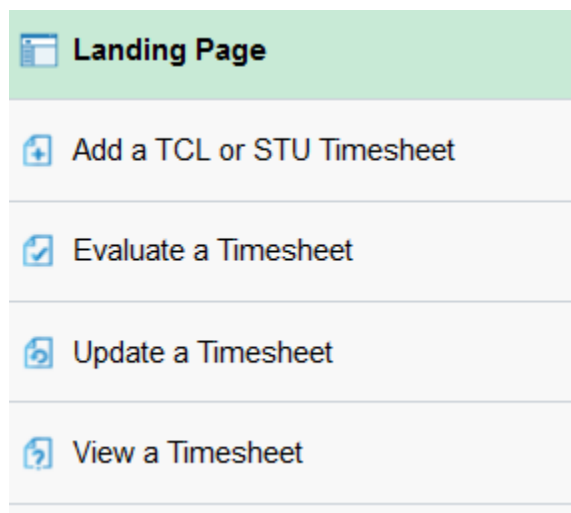 Landing Page
Add a TCL or STU Timesheet
Evaluate a Timesheet
Update a Timesheet
View a Timesheet